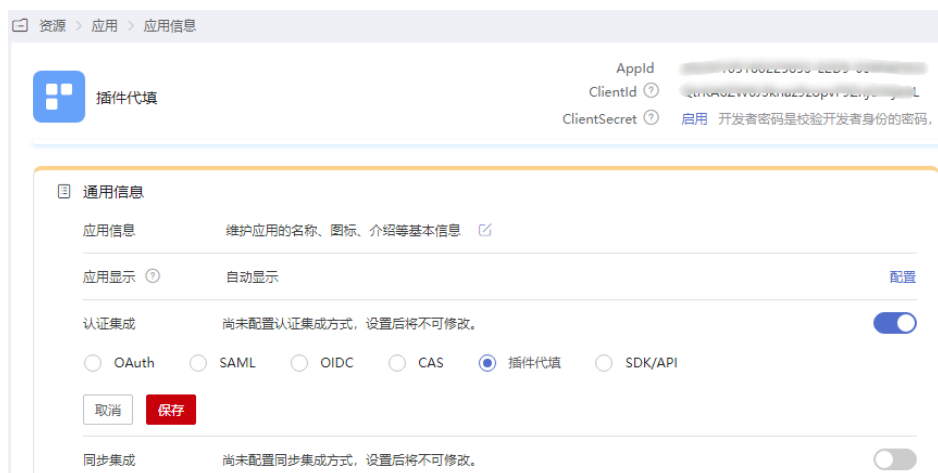 资源 > 应用 > 应用信息
插件代填
AppId
ClientId
ClientSecret 启用 开发者密码是校验开发者身份的密码,
通用信息
应用信息 维护应用的名称、图标、介绍等基本信息
应用显示 自动显示 配置
认证集成 尚未配置认证集成方式，设置后将不可修改。
OAuth SAML OIDC CAS 插件代填 SDK/API
取消 保存
同步集成 尚未配置同步集成方式，设置后将不可修改。